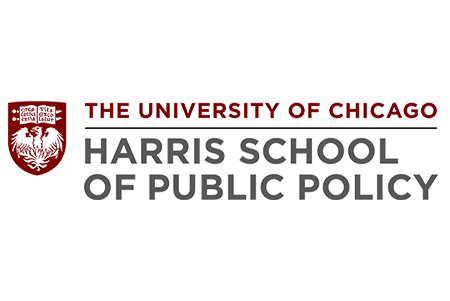 THE UNIVERSITY OF CHICAGO
HARRIS SCHOOL
OF PUBLIC POLICY